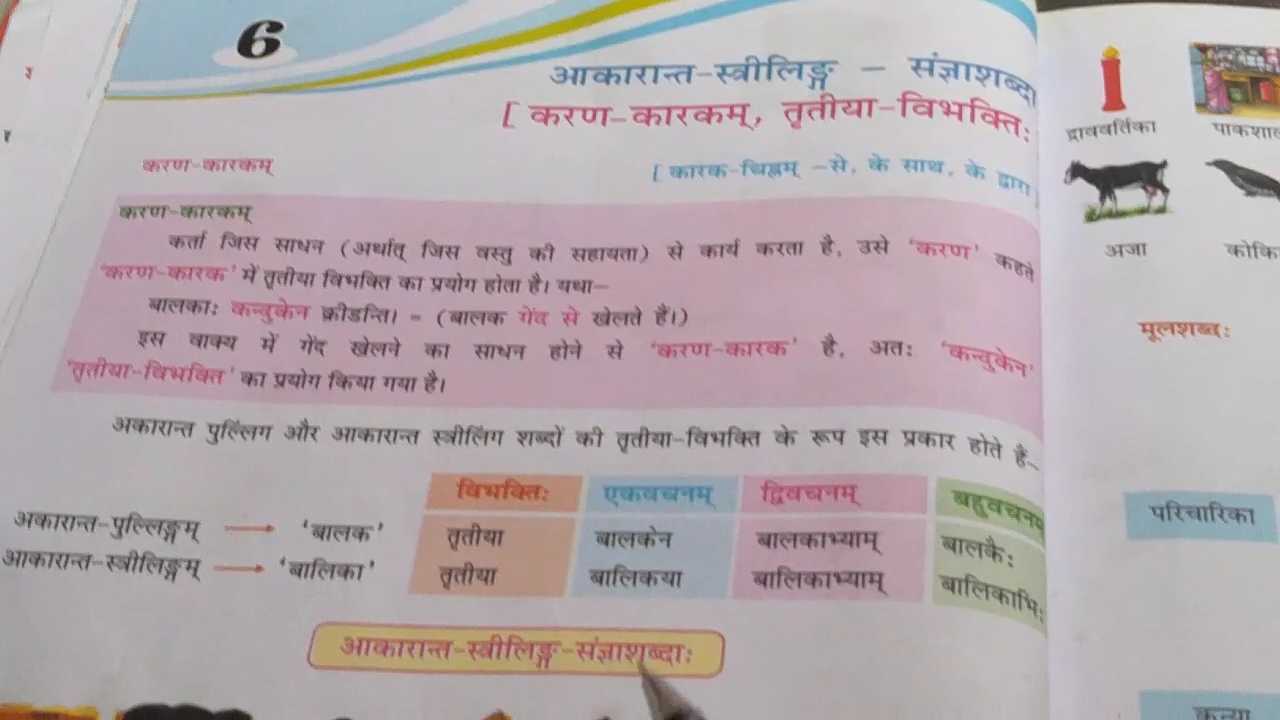 6
आकारान्त-स्त्रीलिङ्ग – संज्ञाशब्दा
[ करण-कारकम्, तृतीया-विभक्ति:
करण-कारकम्
[ कारक-चिह्नम् -से, के साथ, के द्वारा
करण-कारकम्
कर्ता जिस साधन (अर्थात् जिस वस्तु की सहायता) से कार्य करता है, उसे 'करण' कहते
'करण-कारक' में तृतीया विभक्ति का प्रयोग होता है। यथा–
बालका: कन्दुकेन क्रीडन्ति। = (बालक गेंद से खेलते हैं।)
इस वाक्य में गेंद खेलने का साधन होने से 'करण-कारक' है, अत: 'कन्दुकेन'
'तृतीया-विभक्ति' का प्रयोग किया गया है।
अकारान्त पुल्लिंग और आकारान्त स्त्रीलिंग शब्दों की तृतीया-विभक्ति के रूप इस प्रकार होते हैं–
विभक्ति: एकवचनम् द्विवचनम् बहुवचनम्
अकारान्त-पुल्लिङ्गम् → 'बालक' तृतीया बालकेन बालकाभ्याम् बालकै:
आकारान्त-स्त्रीलिङ्गम् → 'बालिका' तृतीया बालिकया बालिकाभ्याम् बालिकाभि:
आकारान्त-स्त्रीलिङ्ग-संज्ञाशब्दा:
द्राववर्तिका
पाकशाल
अजा
कोकि
मूलशब्द:
परिचारिका
कन्या